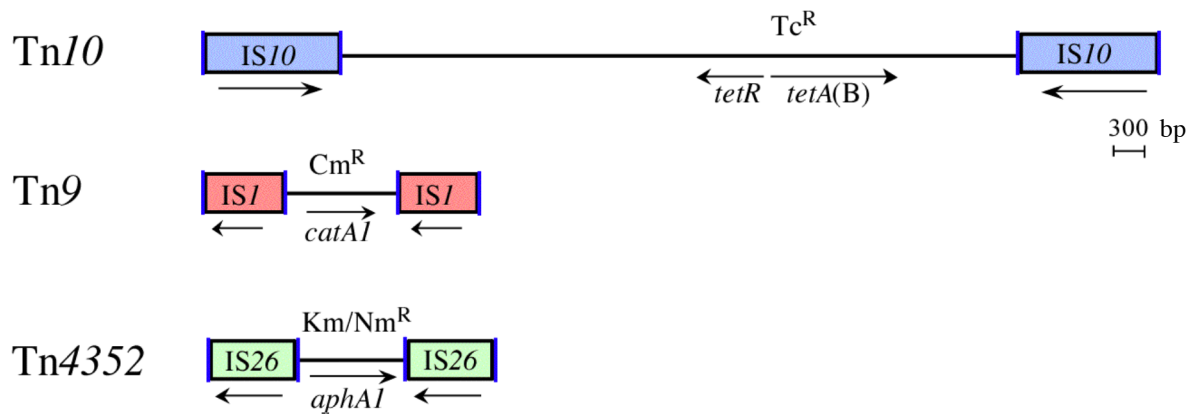 Tn10
IS10
Tc^R
IS10
tetR
tetA(B)
300 bp
Tn9
IS1
Cm^R
IS1
catA1
Tn4352
IS26
Km/Nm^R
IS26
aphA1